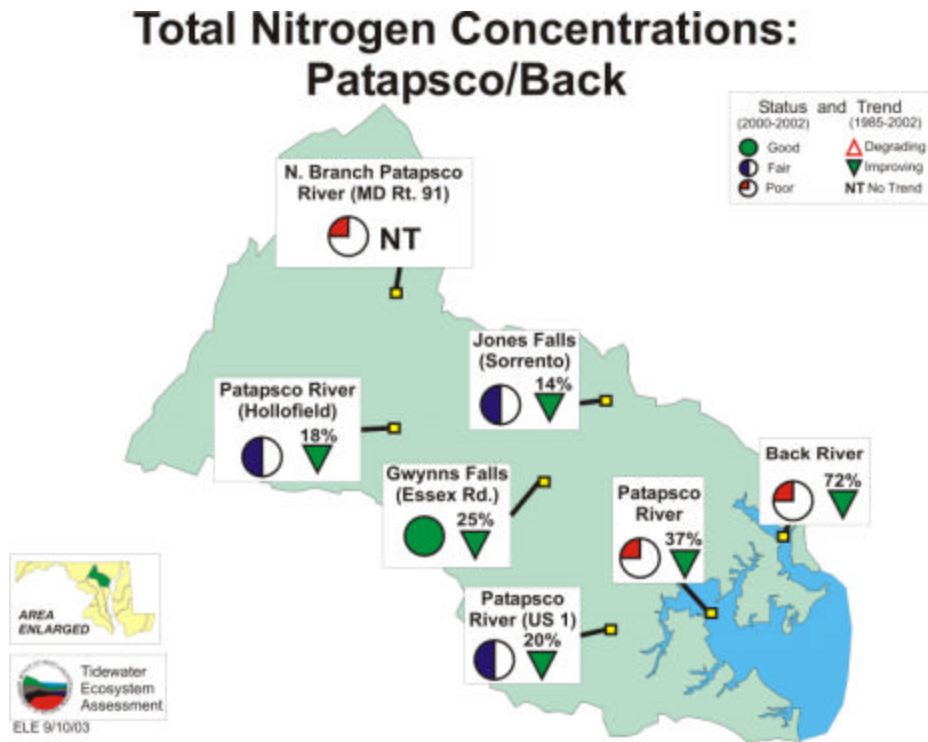 Total Nitrogen Concentrations:
Patapsco/Back
Status and Trend
(2000-2002) (1985-2002)
Good Degrading
Fair Improving
Poor NT No Trend
N. Branch Patapsco
River (MD Rt. 91)
NT
Jones Falls
(Sorrento)
14%
Patapsco River
(Hollofield)
18%
Gwynns Falls
(Essex Rd.)
25%
Back River
72%
Patapsco
River
37%
Patapsco
River (US 1)
20%
AREA
ENLARGED
Tidewater
Ecosystem
Assessment
ELE 9/10/03